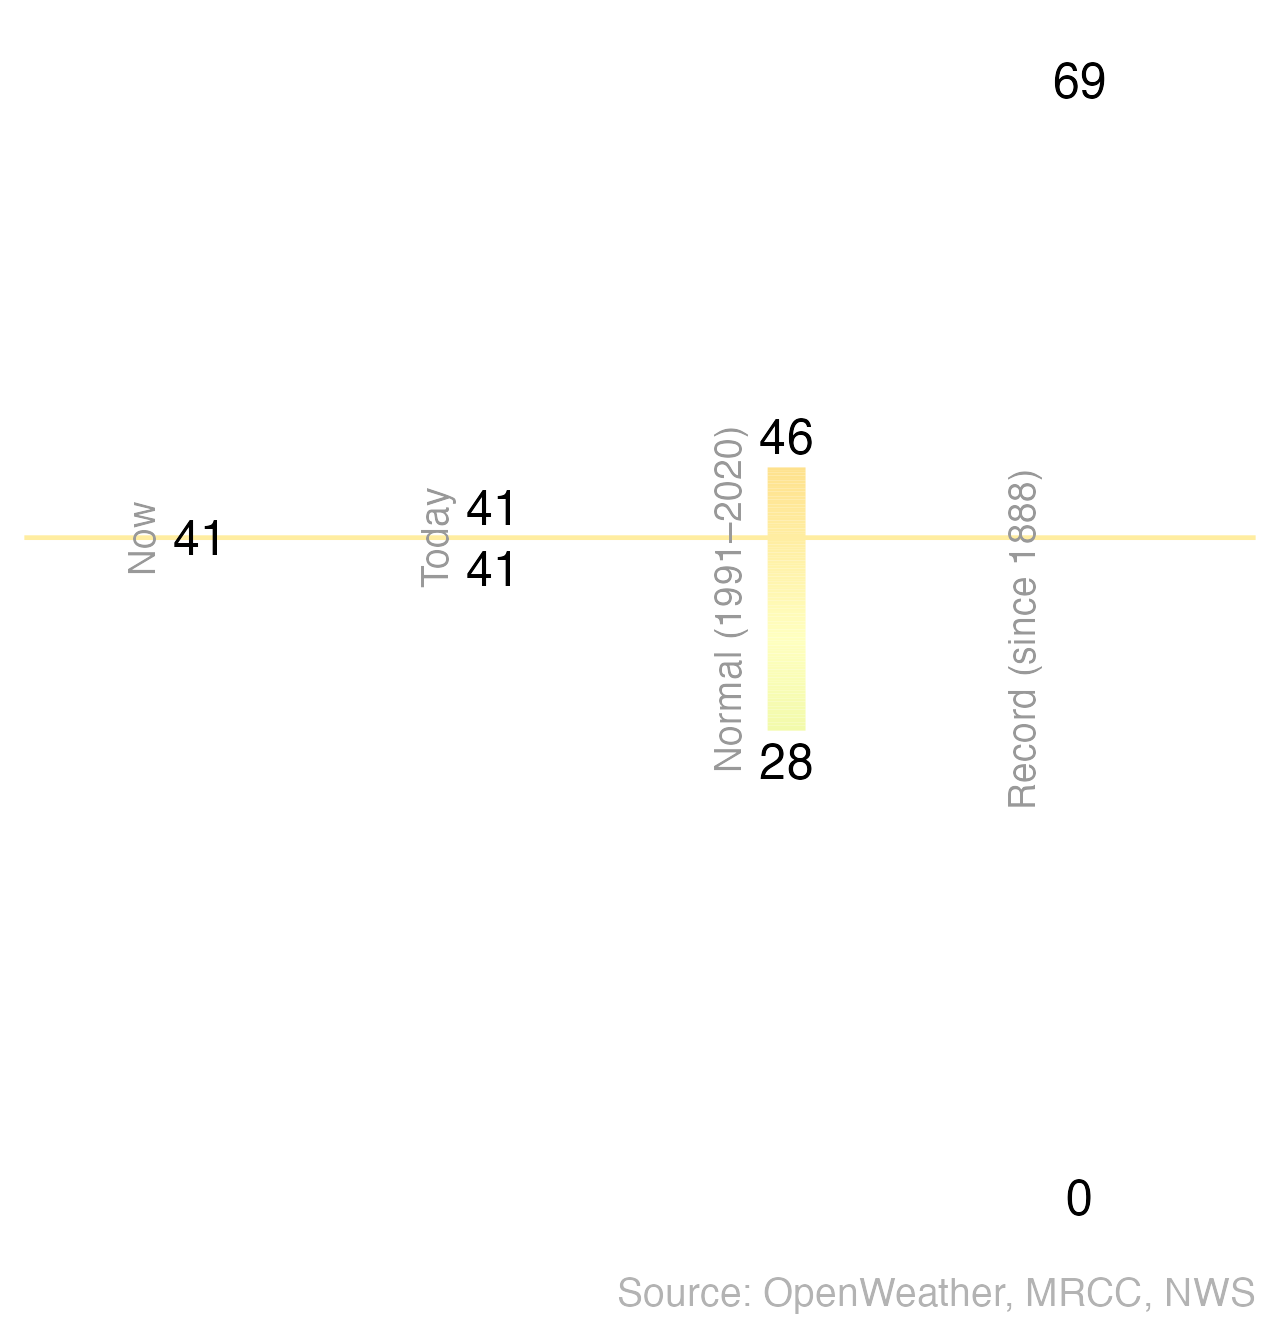 69
46
Now
41
Today
41
41
Normal (1991–2020)
28
Record (since 1888)
0
Source: OpenWeather, MRCC, NWS